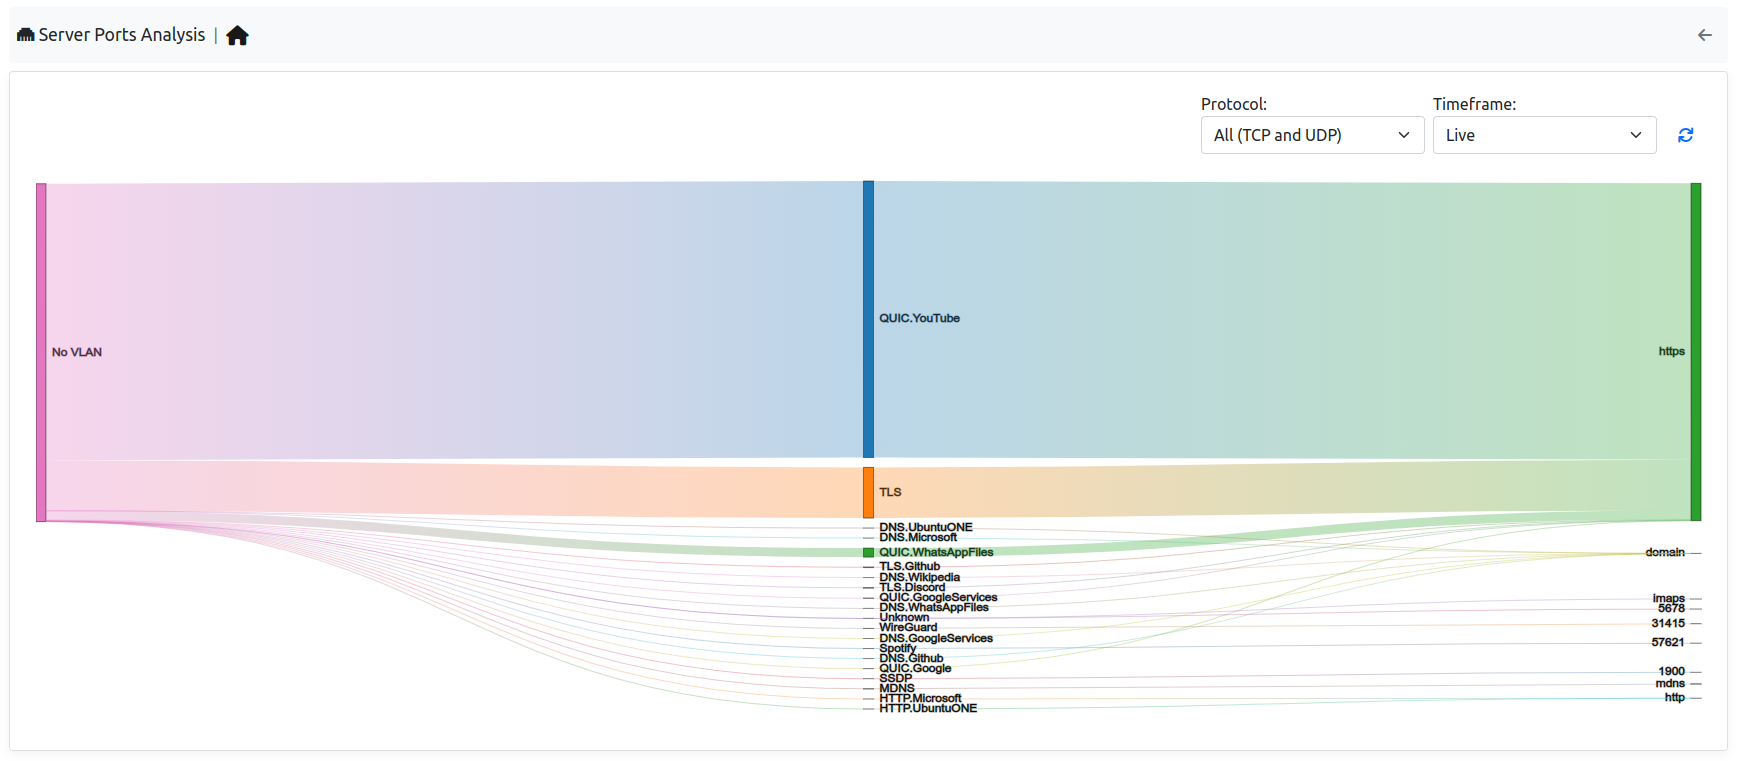 Server Ports Analysis |
Protocol:
Timeframe:
All (TCP and UDP)
Live
No VLAN
QUIC.YouTube
https
TLS
DNS.UbuntuONE
DNS.Microsoft
QUIC.WhatsAppFiles
domain
TLS.Github
DNS.Wikipedia
TLS.Discord
QUIC.GoogleServices
imaps
DNS.WhatsAppFiles
5678
Unknown
31415
WireGuard
DNS.GoogleServices
57621
Spotify
DNS.Github
QUIC.Google
1900
SSDP
mdns
MDNS
http
HTTP.Microsoft
HTTP.UbuntuONE